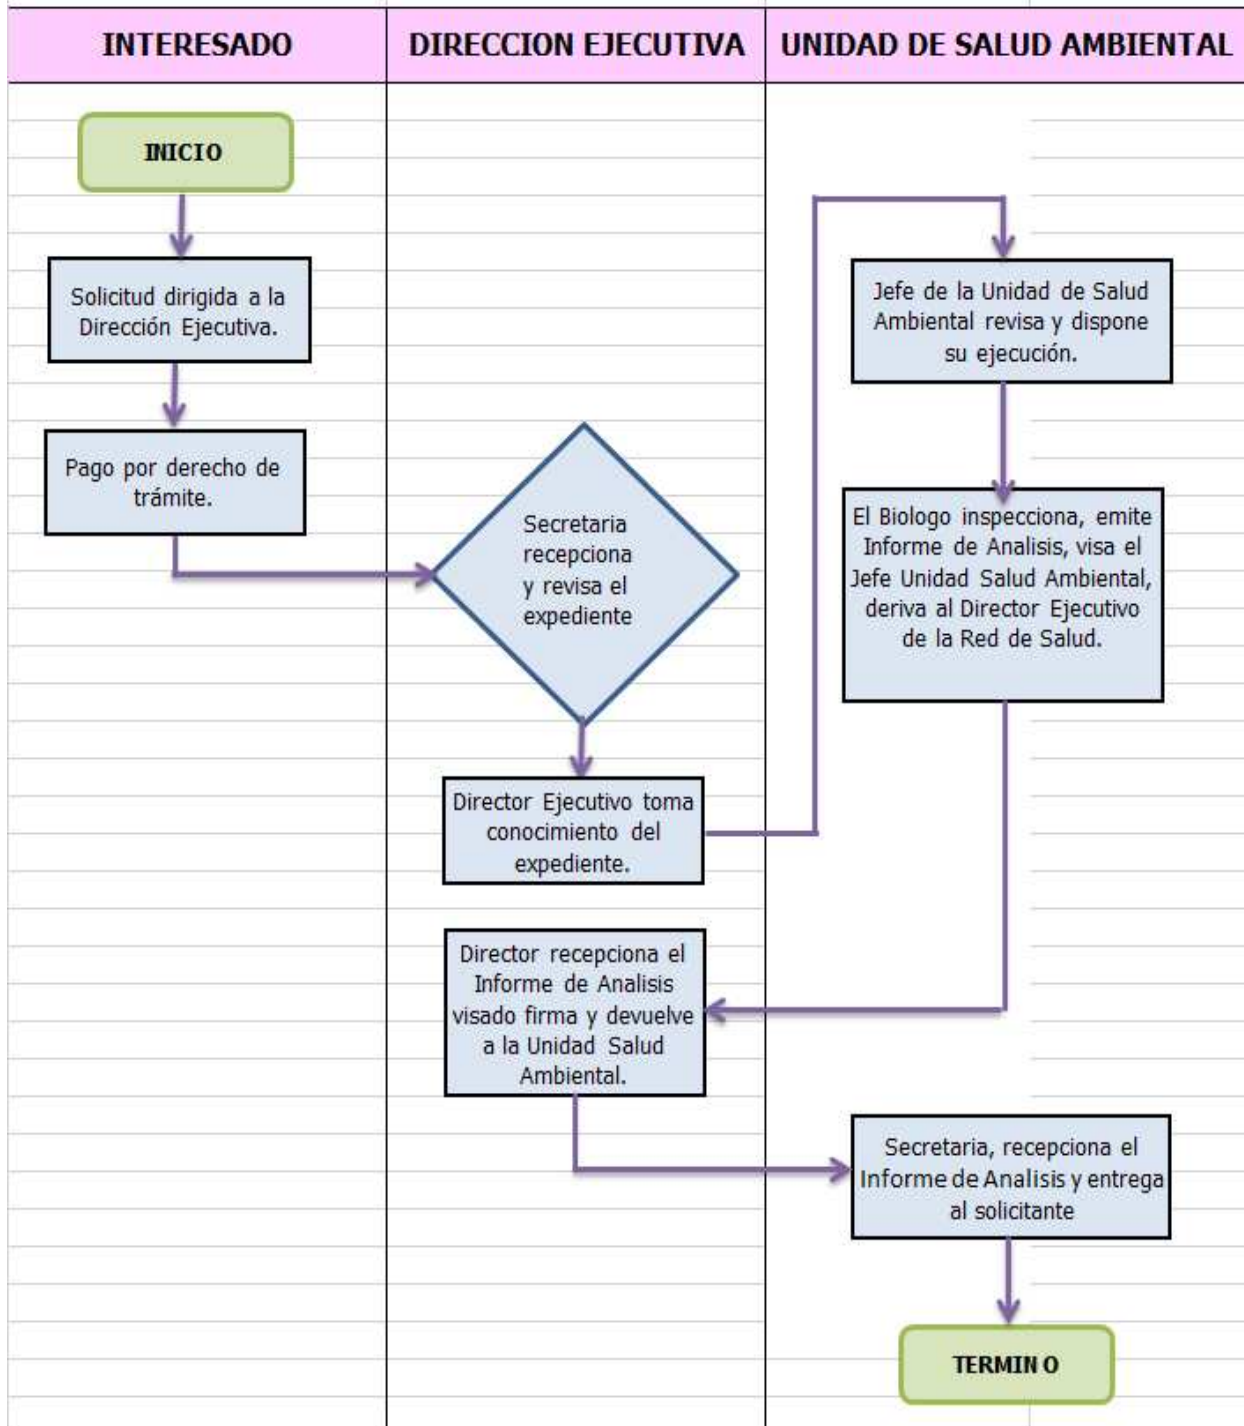 INTERESADO
DIRECCION EJECUTIVA
UNIDAD DE SALUD AMBIENTAL
INICIO
Solicitud dirigida a la
Dirección Ejecutiva.
Pago por derecho de
trámite.
Secretaria
recepciona
y revisa el
expediente
Director Ejecutivo toma
conocimiento del
expediente.
Jefe de la Unidad de Salud
Ambiental revisa y dispone
su ejecución.
El Biologo inspecciona, emite
Informe de Analisis, visa el
Jefe Unidad Salud Ambiental,
deriva al Director Ejecutivo
de la Red de Salud.
Director recepciona el
Informe de Analisis
visado firma y devuelve
a la Unidad Salud
Ambiental.
Secretaria, recepciona el
Informe de Analisis y entrega
al solicitante
TERMINO